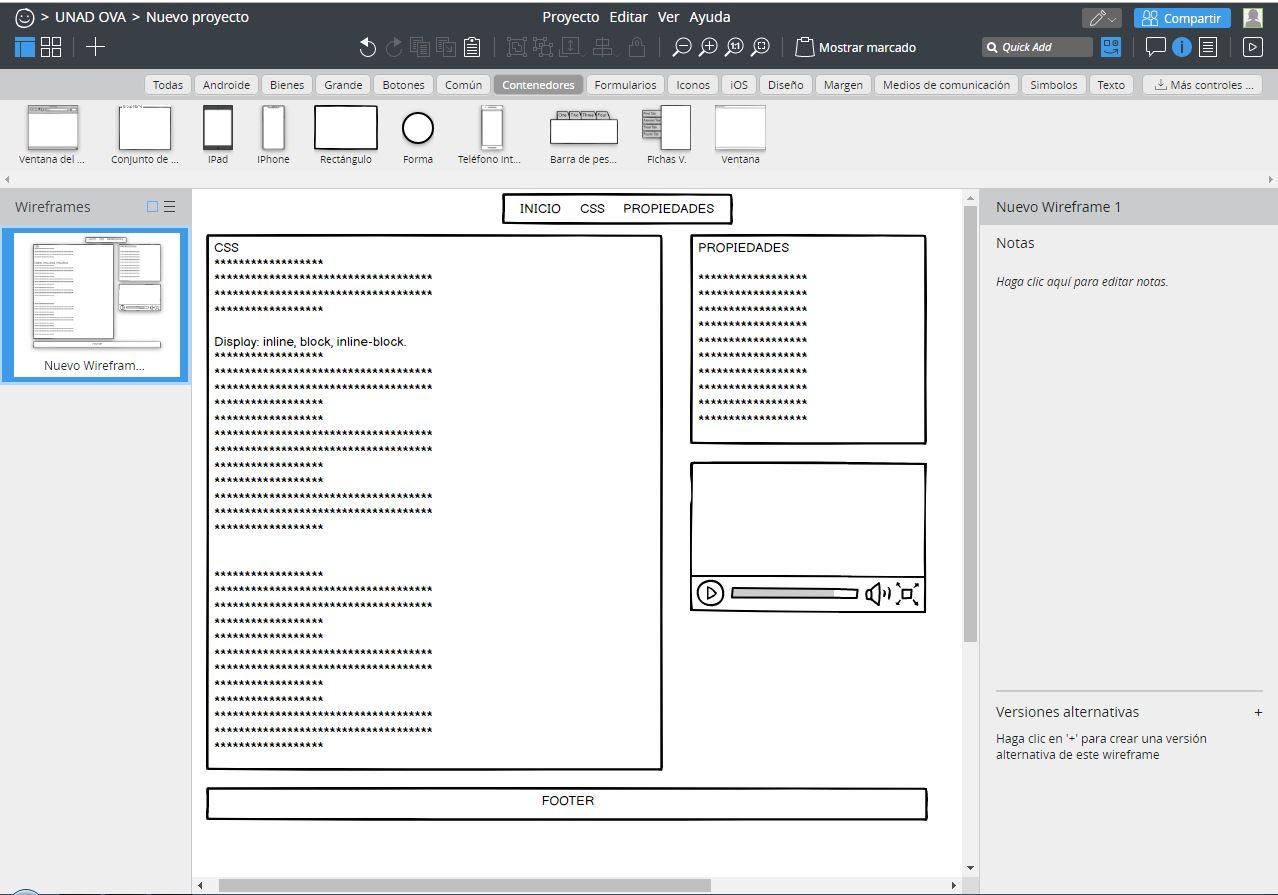 > UNAD OVA > Nuevo proyecto
Proyecto Editar Ver Ayuda
Compartir
Mostrar marcado
Quick Add
Todas Androide Bienes Grande Botones Común Contenedores Formularios Iconos iOS Diseño Margen Medios de comunicación Símbolos Texto Más controles ...
Ventana del ... Conjunto de ... IPad IPhone Rectángulo Forma Teléfono Int... Barra de pes... Fichas V. Ventana
Wireframes
Nuevo Wirefram...
INICIO CSS PROPIEDADES
CSS
******************
************************************
************************************
******************
Display: inline, block, inline-block.
******************
************************************
************************************
******************
******************
************************************
************************************
******************
******************
************************************
************************************
******************
******************
************************************
************************************
******************
******************
************************************
************************************
******************
******************
************************************
************************************
******************
PROPIEDADES
******************
******************
******************
******************
******************
******************
******************
******************
******************
******************
FOOTER
Nuevo Wireframe 1
Notas
Haga clic aquí para editar notas.
Versiones alternativas +
Haga clic en '+' para crear una versión
alternativa de este wireframe